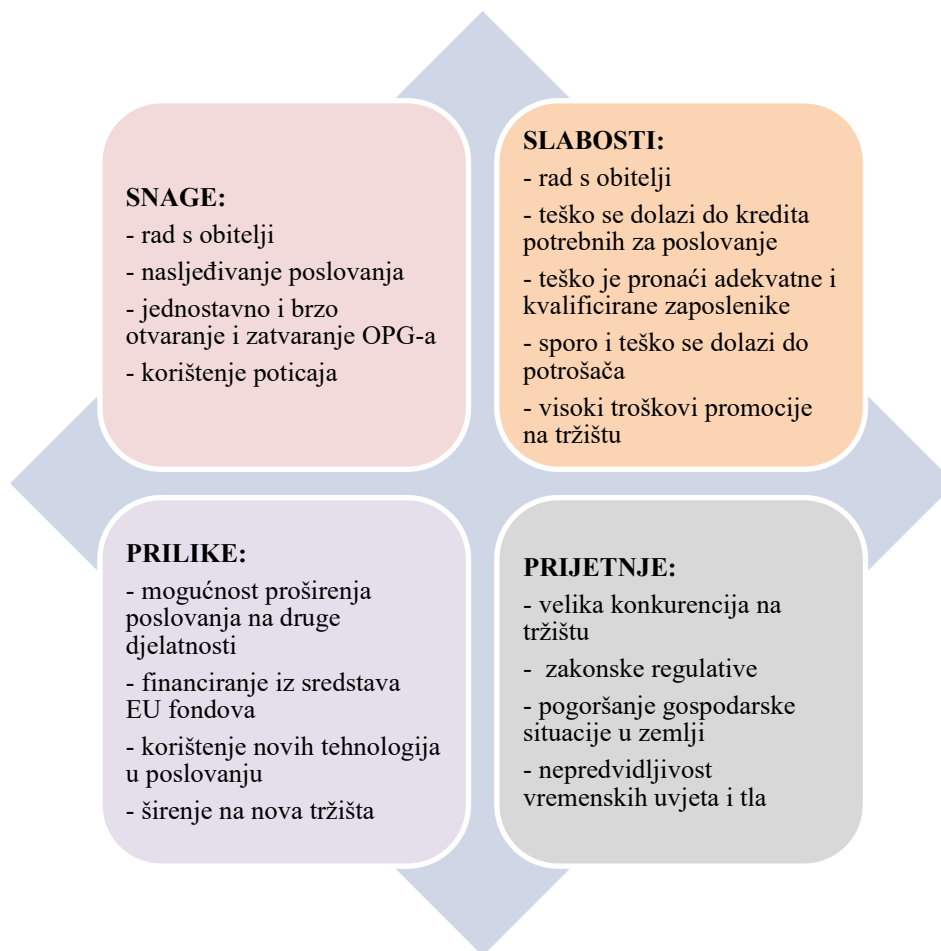 SNAGE:
- rad s obitelji
- nasljeđivanje poslovanja
- jednostavno i brzo
otvaranje i zatvaranje OPG-a
- korištenje poticaja
SLABOSTI:
- rad s obitelji
- teško se dolazi do kredita
potrebnih za poslovanje
- teško je pronaći adekvatne i
kvalificirane zaposlenike
- sporo i teško se dolazi do
potrošača
- visoki troškovi promocije
na tržištu
PRILIKE:
- mogućnost proširenja
poslovanja na druge
djelatnosti
- financiranje iz sredstava
EU fondova
- korištenje novih tehnologija
u poslovanju
- širenje na nova tržišta
PRIJETNJE:
- velika konkurencija na
tržištu
-  zakonske regulative
- pogoršanje gospodarske
situacije u zemlji
- nepredvidljivost
vremenskih uvjeta i tla